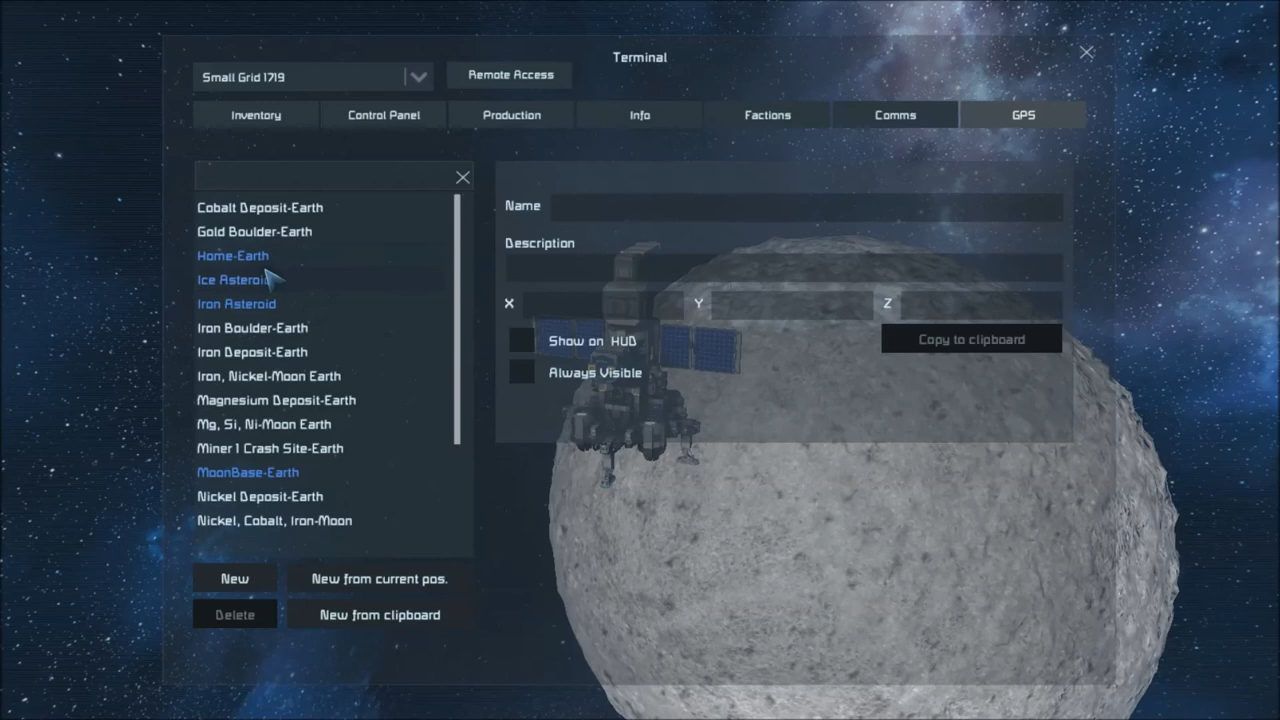 Terminal
Small Grid 1719
Remote Access
Inventory
Control Panel
Production
Info
Factions
Comms
GPS
Cobalt Deposit-Earth
Gold Boulder-Earth
Home-Earth
Ice Asteroid
Iron Asteroid
Iron Boulder-Earth
Iron Deposit-Earth
Iron, Nickel-Moon Earth
Magnesium Deposit-Earth
Mg, Si, Ni-Moon Earth
Miner 1 Crash Site-Earth
MoonBase-Earth
Nickel Deposit-Earth
Nickel, Cobalt, Iron-Moon
New
New from current pos.
Delete
New from clipboard
Name
Description
X
Y
Z
Show on HUD
Copy to clipboard
Always Visible